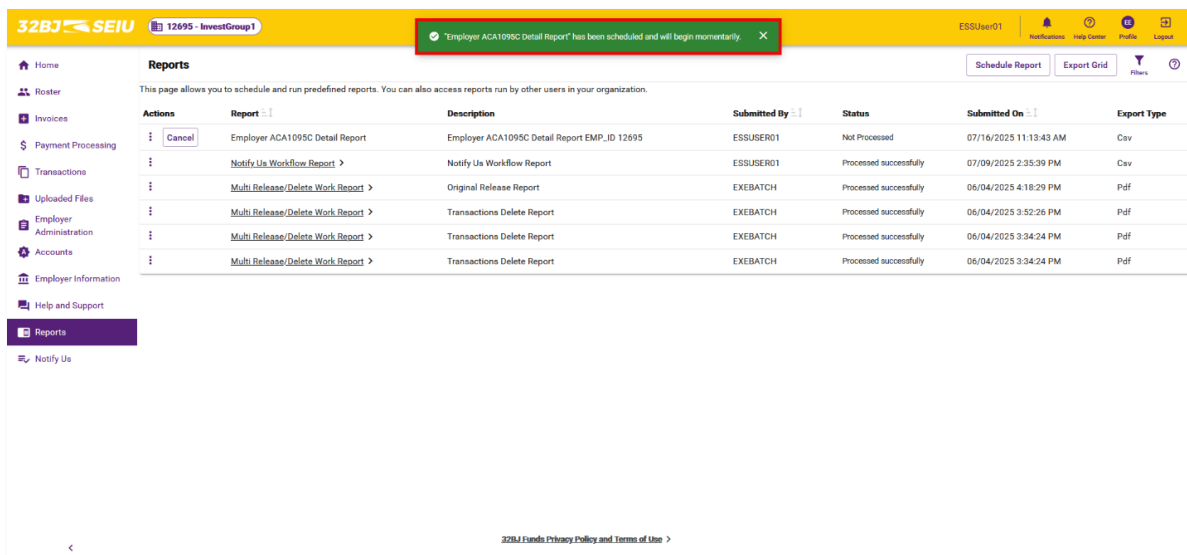 32BJ SEIU
12695 - InvestGroup1
"Employer ACA1095C Detail Report" has been scheduled and will begin momentarily.
ESSUser01
Notifications
Help Center
EE
Profile
Logout
Home
Roster
Invoices
Payment Processing
Transactions
Uploaded Files
Employer
Administration
Accounts
Employer Information
Help and Support
Reports
Notify Us
Reports
Schedule Report
Export Grid
Filters
This page allows you to schedule and run predefined reports. You can also access reports run by other users in your organization.
Actions Report Description Submitted By Status Submitted On Export Type
Cancel Employer ACA1095C Detail Report Employer ACA1095C Detail Report EMP_ID 12695 ESSUSER01 Not Processed 07/16/2025 11:13:43 AM Csv
Notify Us Workflow Report > Notify Us Workflow Report ESSUSER01 Processed successfully 07/09/2025 2:35:39 PM Csv
Multi Release/Delete Work Report > Original Release Report EXEBATCH Processed successfully 06/04/2025 4:18:29 PM Pdf
Multi Release/Delete Work Report > Transactions Delete Report EXEBATCH Processed successfully 06/04/2025 3:52:26 PM Pdf
Multi Release/Delete Work Report > Transactions Delete Report EXEBATCH Processed successfully 06/04/2025 3:34:24 PM Pdf
Multi Release/Delete Work Report > Transactions Delete Report EXEBATCH Processed successfully 06/04/2025 3:34:24 PM Pdf
32BJ Funds Privacy Policy and Terms of Use >